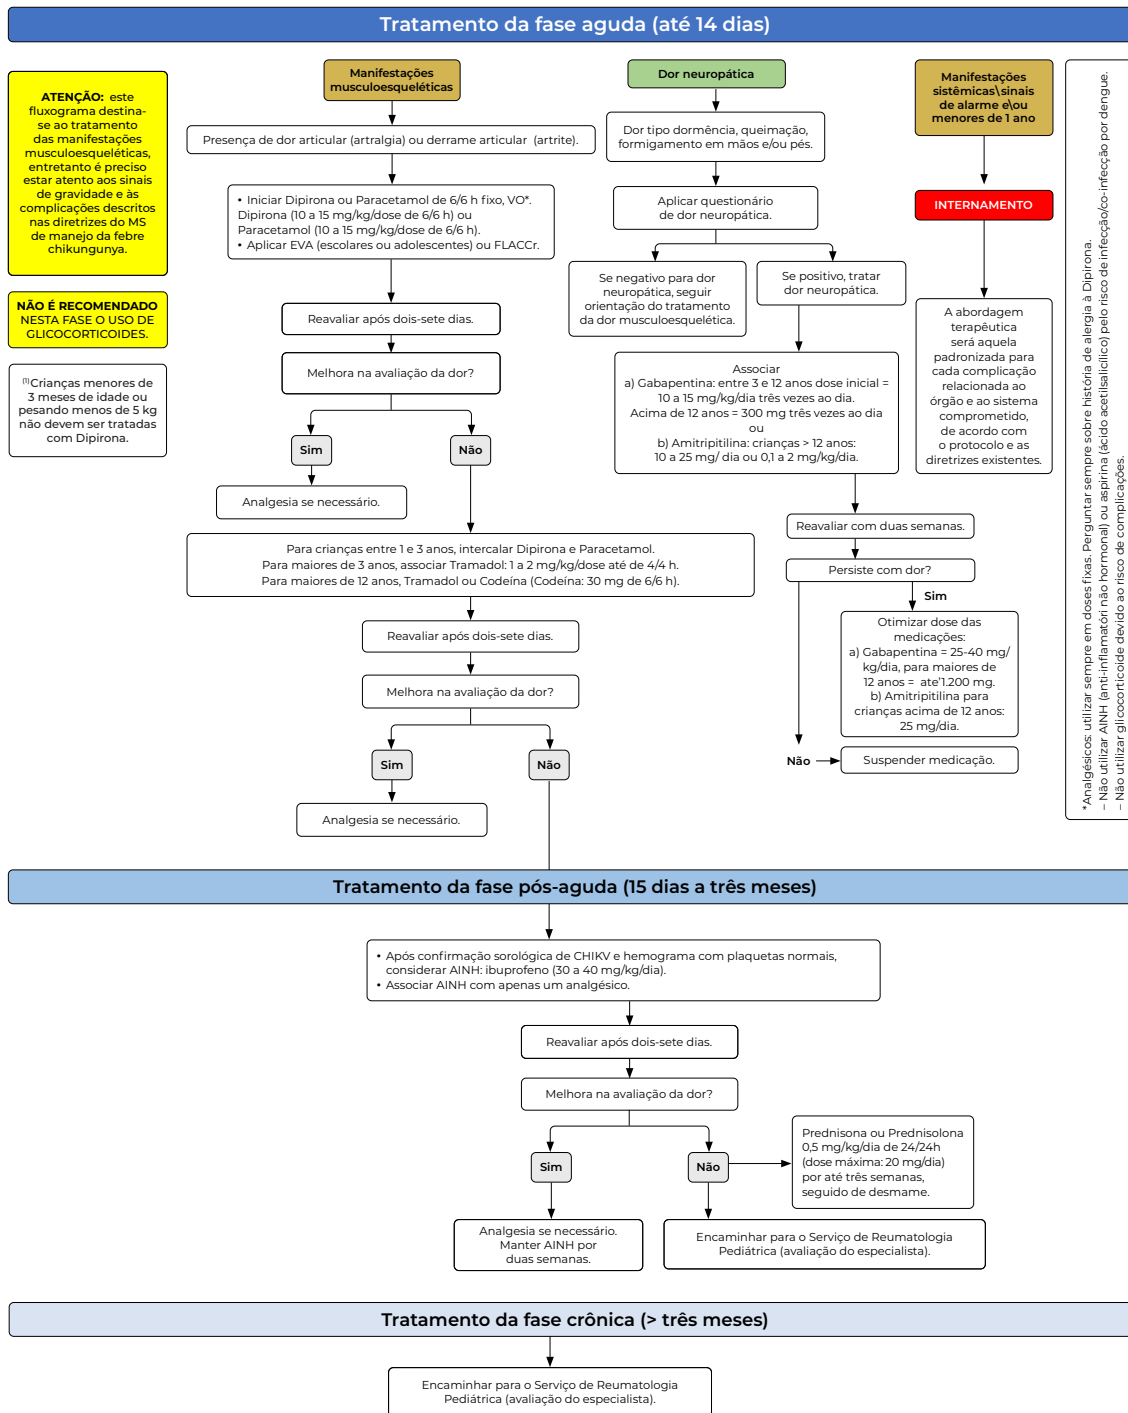 Tratamento da fase aguda (até 14 dias)
ATENÇÃO: este
fluxograma destina-
se ao tratamento
das manifestações
musculoesqueléticas,
entretanto é preciso
estar atento aos sinais
de gravidade e às
complicações descritos
nas diretrizes do MS
de manejo da febre
chikungunya.
NÃO É RECOMENDADO
NESTA FASE O USO DE
GLICOCORTICOIDES.
(1)Crianças menores de
3 meses de idade ou
pesando menos de 5 kg
não devem ser tratadas
com Dipirona.
Manifestações
musculoesqueléticas
Presença de dor articular (artralgia) ou derrame articular (artrite).
• Iniciar Dipirona ou Paracetamol de 6/6 h fixo, VO*.
Dipirona (10 a 15 mg/kg/dose de 6/6 h) ou
Paracetamol (10 a 15 mg/kg/dose de 6/6 h).
• Aplicar EVA (escolares ou adolescentes) ou FLACCr.
Reavaliar após dois-sete dias.
Melhora na avaliação da dor?
Sim
Não
Analgesia se necessário.
Para crianças entre 1 e 3 anos, intercalar Dipirona e Paracetamol.
Para maiores de 3 anos, associar Tramadol: 1 a 2 mg/kg/dose até de 4/4 h.
Para maiores de 12 anos, Tramadol ou Codeína (Codeína: 30 mg de 6/6 h).
Reavaliar após dois-sete dias.
Melhora na avaliação da dor?
Sim
Não
Analgesia se necessário.
Dor neuropática
Dor tipo dormência, queimação,
formigamento em mãos e/ou pés.
Aplicar questionário
de dor neuropática.
Se negativo para dor
neuropática, seguir
orientação do tratamento
da dor musculoesquelética.
Se positivo, tratar
dor neuropática.
Associar
a) Gabapentina: entre 3 e 12 anos dose inicial =
10 a 15 mg/kg/dia três vezes ao dia.
Acima de 12 anos = 300 mg três vezes ao dia
ou
b) Amitripitilina: crianças > 12 anos:
10 a 25 mg/ dia ou 0,1 a 2 mg/kg/dia.
Reavaliar com duas semanas.
Persiste com dor?
Sim
Otimizar dose das
medicações:
a) Gabapentina = 25-40 mg/
kg/dia, para maiores de
12 anos = ate'1.200 mg.
b) Amitripitilina para
crianças acima de 12 anos:
25 mg/dia.
Não
Suspender medicação.
Manifestações
sistêmicas\sinais
de alarme e\ou
menores de 1 ano
INTERNAMENTO
A abordagem
terapêutica
será aquela
padronizada para
cada complicação
relacionada ao
órgão e ao sistema
comprometido,
de acordo com
o protocolo e as
diretrizes existentes.
*Analgésicos: utilizar sempre em doses fixas. Perguntar sempre sobre história de alergia à Dipirona.
– Não utilizar AINH (anti-inflamatóri não hormonal) ou aspirina (ácido acetilsalicílico) pelo risco de infecção/co-infecção por dengue.
– Não utilizar glicocorticoide devido ao risco de complicações.
Tratamento da fase pós-aguda (15 dias a três meses)
• Após confirmação sorológica de CHIKV e hemograma com plaquetas normais,
considerar AINH: ibuprofeno (30 a 40 mg/kg/dia).
• Associar AINH com apenas um analgésico.
Reavaliar após dois-sete dias.
Melhora na avaliação da dor?
Sim
Não
Prednisona ou Prednisolona
0,5 mg/kg/dia de 24/24h
(dose máxima: 20 mg/dia)
por até três semanas,
seguido de desmame.
Analgesia se necessário.
Manter AINH por
duas semanas.
Encaminhar para o Serviço de Reumatologia
Pediátrica (avaliação do especialista).
Tratamento da fase crônica (> três meses)
Encaminhar para o Serviço de Reumatologia
Pediátrica (avaliação do especialista).